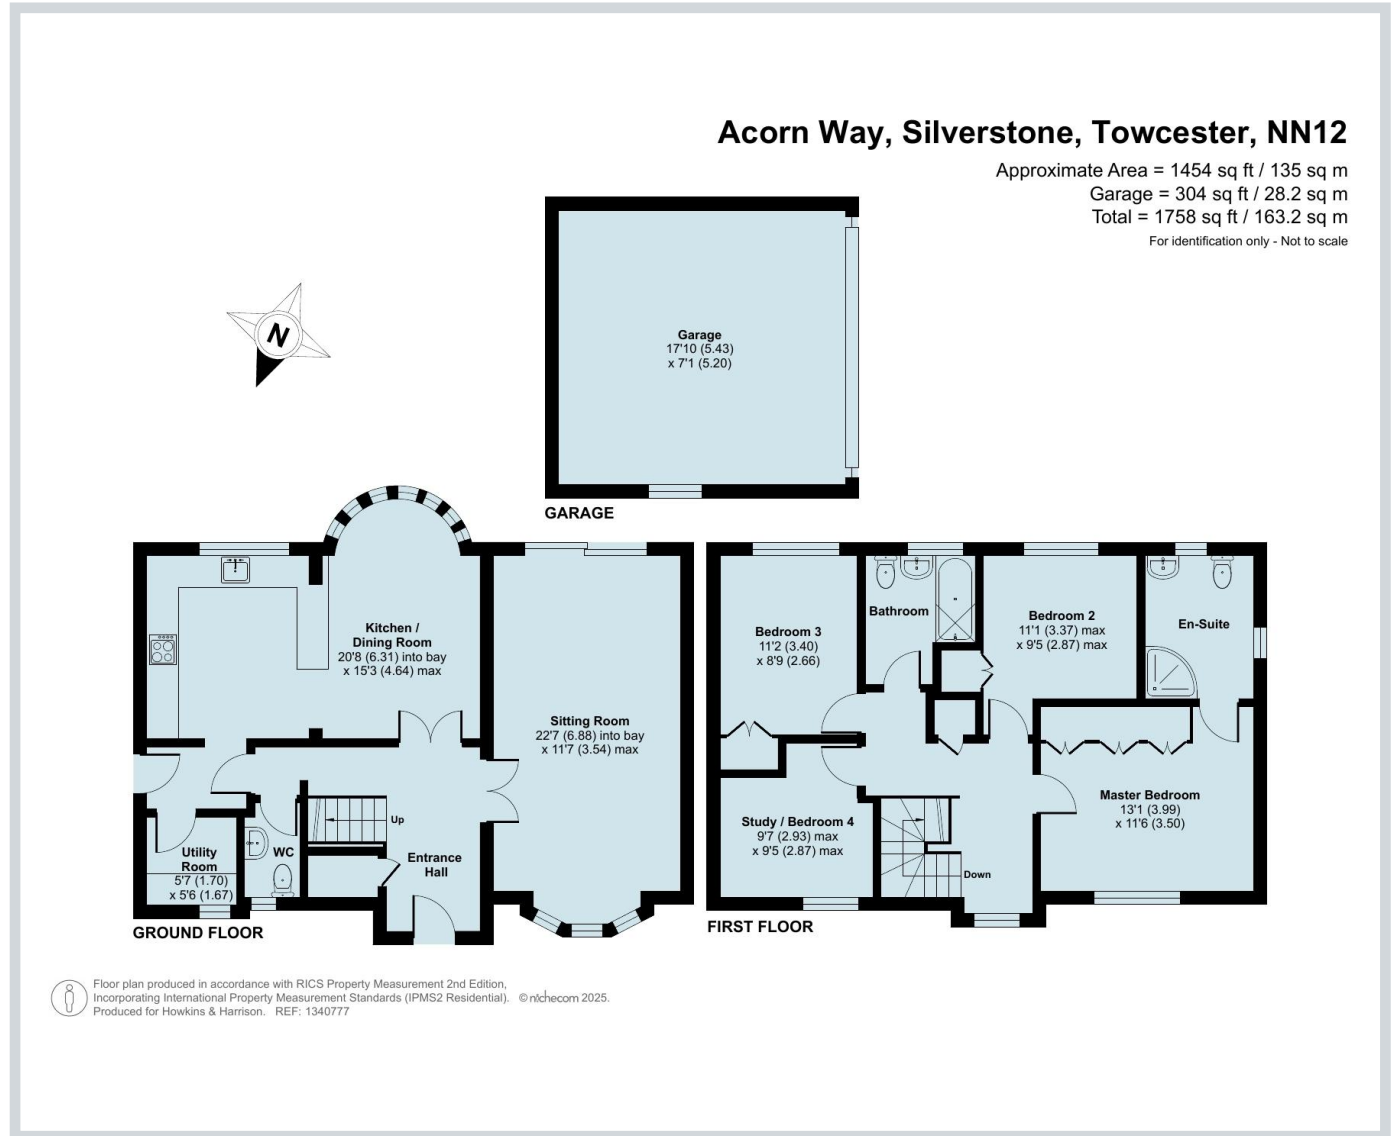 Acorn Way, Silverstone, Towcester, NN12
Approximate Area = 1454 sq ft / 135 sq m
Garage = 304 sq ft / 28.2 sq m
Total = 1758 sq ft / 163.2 sq m
For identification only - Not to scale
N
Garage
17'10 (5.43)
x 7'1 (5.20)
GARAGE
Kitchen /
Dining Room
20'8 (6.31) into bay
x 15'3 (4.64) max
Sitting Room
22'7 (6.88) into bay
x 11'7 (3.54) max
Up
Entrance
Hall
WC
Utility
Room
5'7 (1.70)
x 5'6 (1.67)
GROUND FLOOR
Bedroom 3
11'2 (3.40)
x 8'9 (2.66)
Bathroom
Bedroom 2
11'1 (3.37) max
x 9'5 (2.87) max
En-Suite
Master Bedroom
13'1 (3.99)
x 11'6 (3.50)
Study / Bedroom 4
9'7 (2.93) max
x 9'5 (2.87) max
Down
FIRST FLOOR
Floor plan produced in accordance with RICS Property Measurement 2nd Edition,
Incorporating International Property Measurement Standards (IPMS2 Residential). © nichecom 2025.
Produced for Howkins & Harrison. REF: 1340777